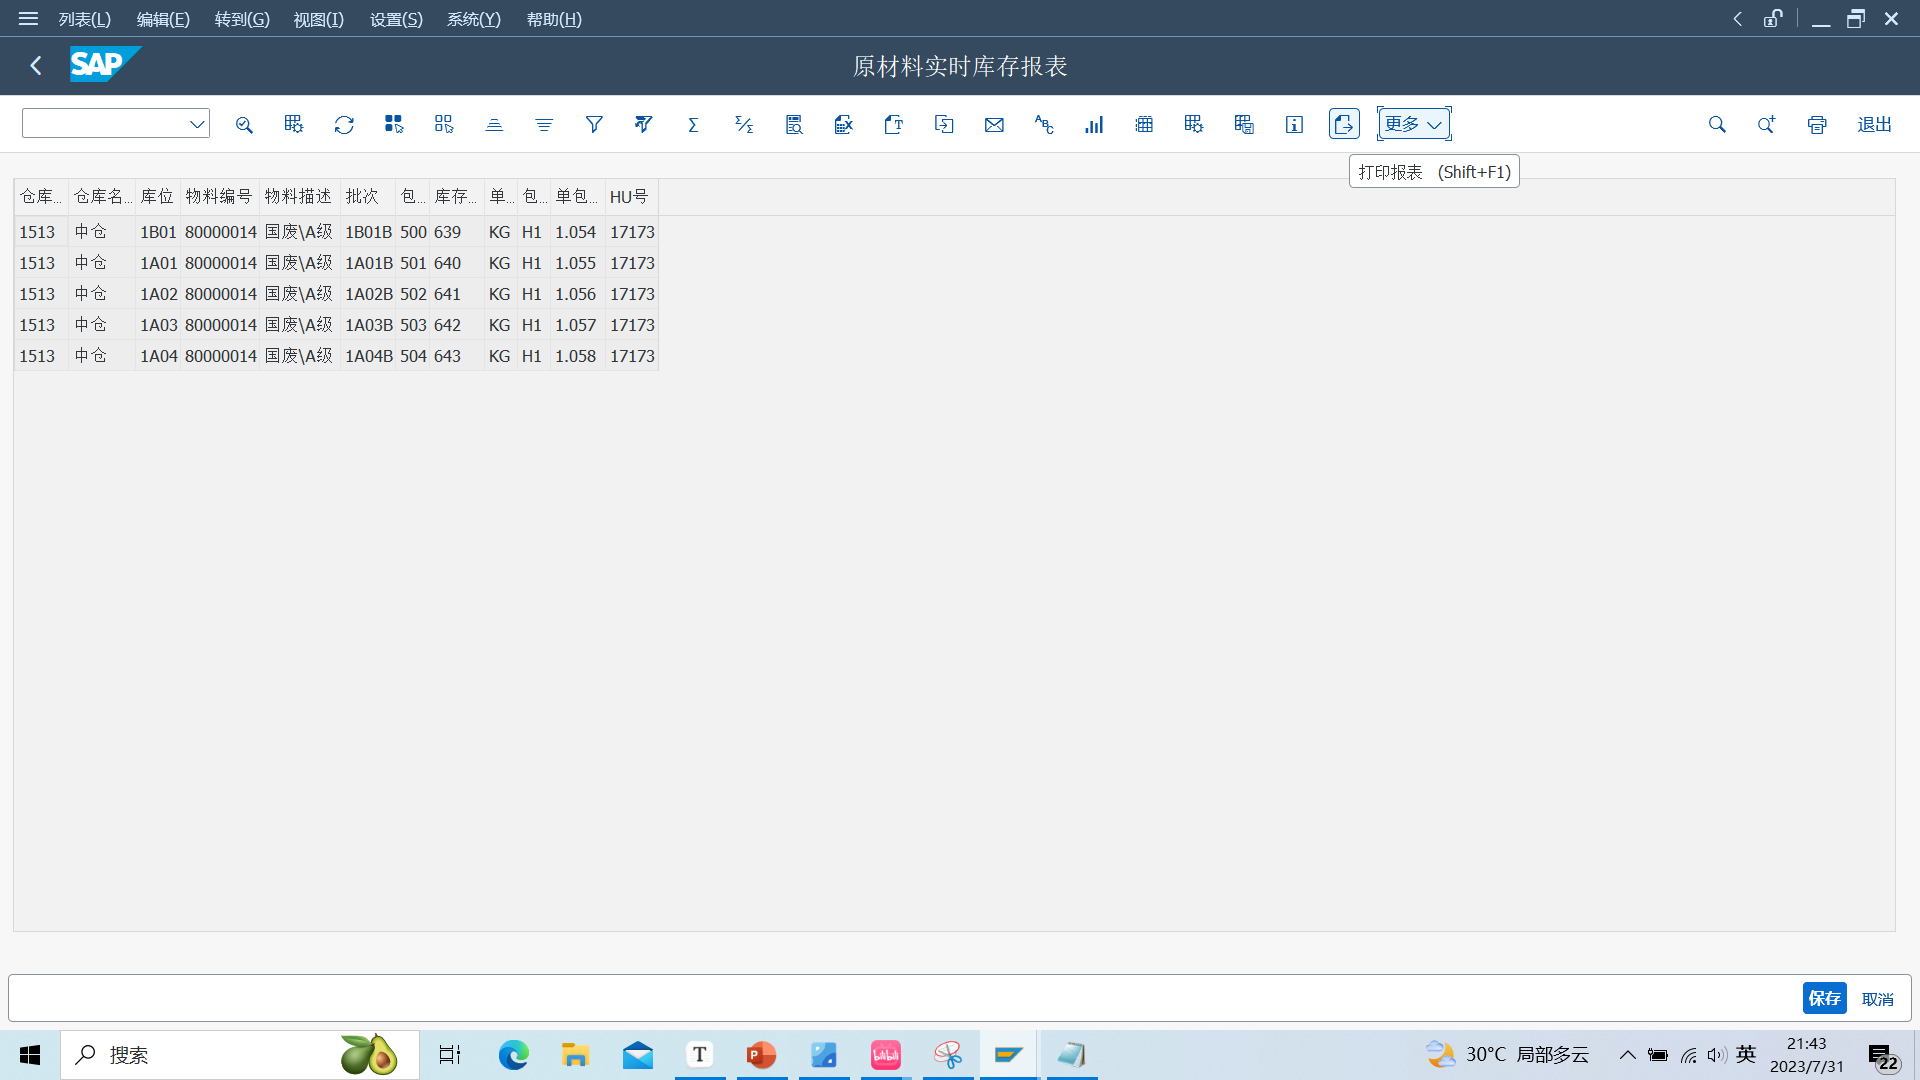 列表(L) 编辑(E) 转到(G) 视图(I) 设置(S) 系统(Y) 帮助(H)
SAP 原材料实时库存报表
更多 退出
打印报表 (Shift+F1)
仓库... 仓库名... 库位 物料编号 物料描述 批次 包... 库存... 单... 包... 单包... HU号
1513 中仓 1B01 80000014 国废\A级 1B01B 500 639 KG H1 1.054 17173
1513 中仓 1A01 80000014 国废\A级 1A01B 501 640 KG H1 1.055 17173
1513 中仓 1A02 80000014 国废\A级 1A02B 502 641 KG H1 1.056 17173
1513 中仓 1A03 80000014 国废\A级 1A03B 503 642 KG H1 1.057 17173
1513 中仓 1A04 80000014 国废\A级 1A04B 504 643 KG H1 1.058 17173
保存 取消
搜索
30°C 局部多云
英
21:43
2023/7/31
22